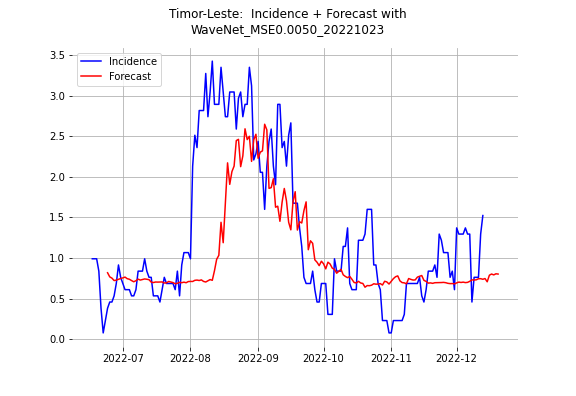 Timor-Leste:  Incidence + Forecast with
WaveNet_MSE0.0050_20221023
Incidence
Forecast
3.5
3.0
2.5
2.0
1.5
1.0
0.5
0.0
2022-07 2022-08 2022-09 2022-10 2022-11 2022-12